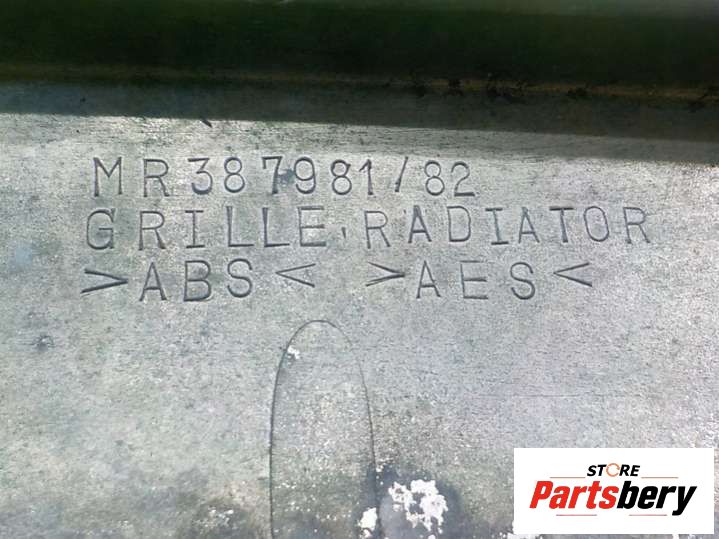 MR387981/82
GRILLE, RADIATOR
>ABS< >AES<
STORE
Partsbery